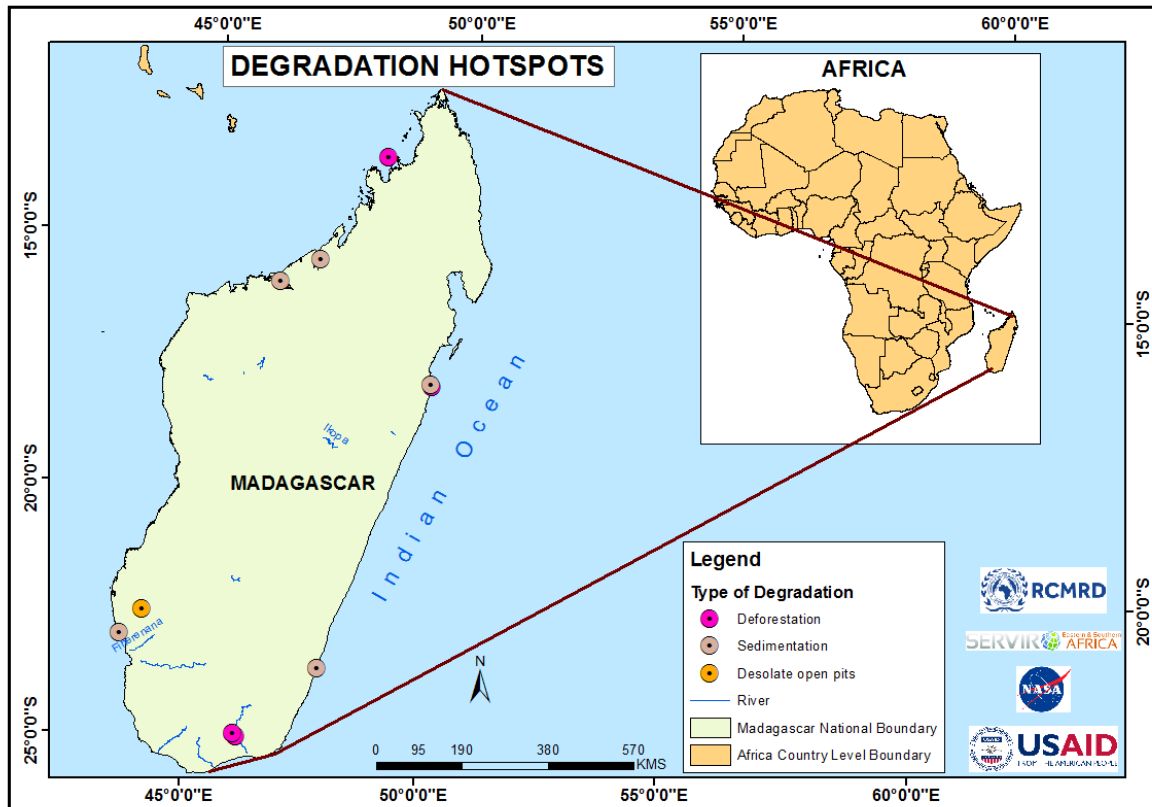 45°0'0"E 50°0'0"E 55°0'0"E 60°0'0"E
DEGRADATION HOTSPOTS
AFRICA
15°0'0"S
15°0'0"S
Indian Ocean
Ikopa
20°0'0"S
MADAGASCAR
20°0'0"S
Fiherenana
25°0'0"S
N
0 95 190 380 570
KMS
Legend
Type of Degradation
Deforestation
Sedimentation
Desolate open pits
River
Madagascar National Boundary
Africa Country Level Boundary
RCMRD
SERVIR Eastern & Southern
AFRICA
NASA
USAID
FROM THE AMERICAN PEOPLE
45°0'0"E 50°0'0"E 55°0'0"E 60°0'0"E